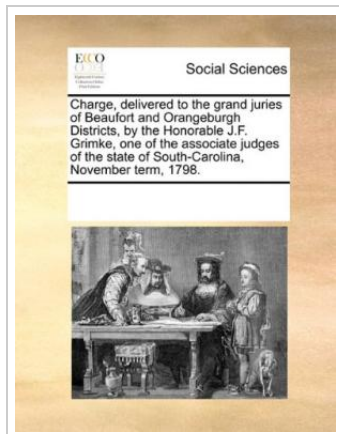 ECCO
Social Sciences
Charge, delivered to the grand juries
of Beaufort and Orangeburgh
Districts, by the Honorable J.F.
Grimke, one of the associate judges
of the state of South-Carolina,
November term, 1798.